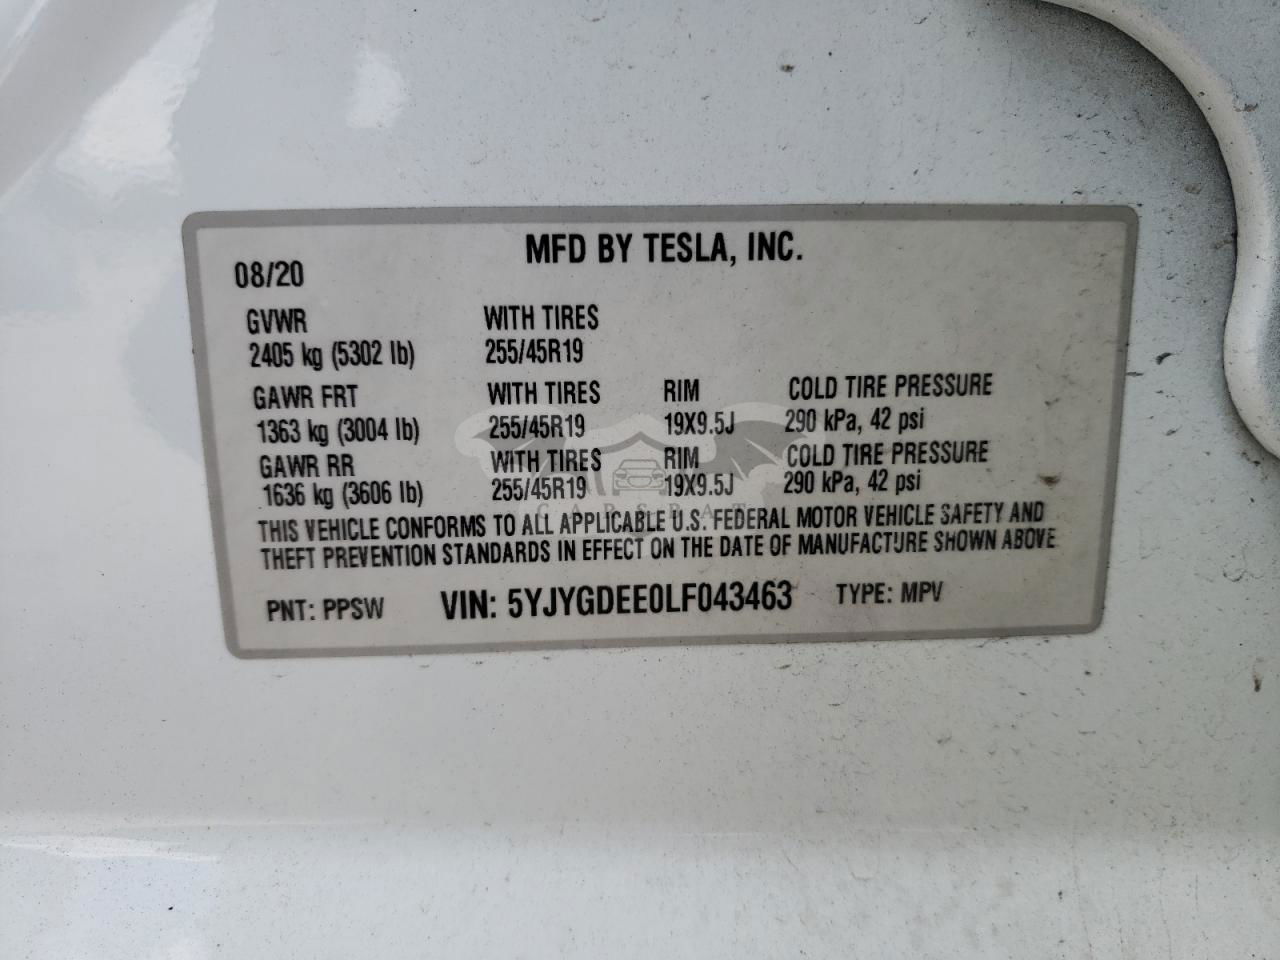 MFD BY TESLA, INC.
08/20
GVWR WITH TIRES
2405 kg (5302 lb) 255/45R19
GAWR FRT WITH TIRES RIM COLD TIRE PRESSURE
1363 kg (3004 lb) 255/45R19 19X9.5J 290 kPa, 42 psi
GAWR RR WITH TIRES RIM COLD TIRE PRESSURE
1636 kg (3606 lb) 255/45R19 19X9.5J 290 kPa, 42 psi
CARSBAT
THIS VEHICLE CONFORMS TO ALL APPLICABLE U.S. FEDERAL MOTOR VEHICLE SAFETY AND
THEFT PREVENTION STANDARDS IN EFFECT ON THE DATE OF MANUFACTURE SHOWN ABOVE
PNT: PPSW VIN: 5YJYGDEE0LF043463 TYPE: MPV